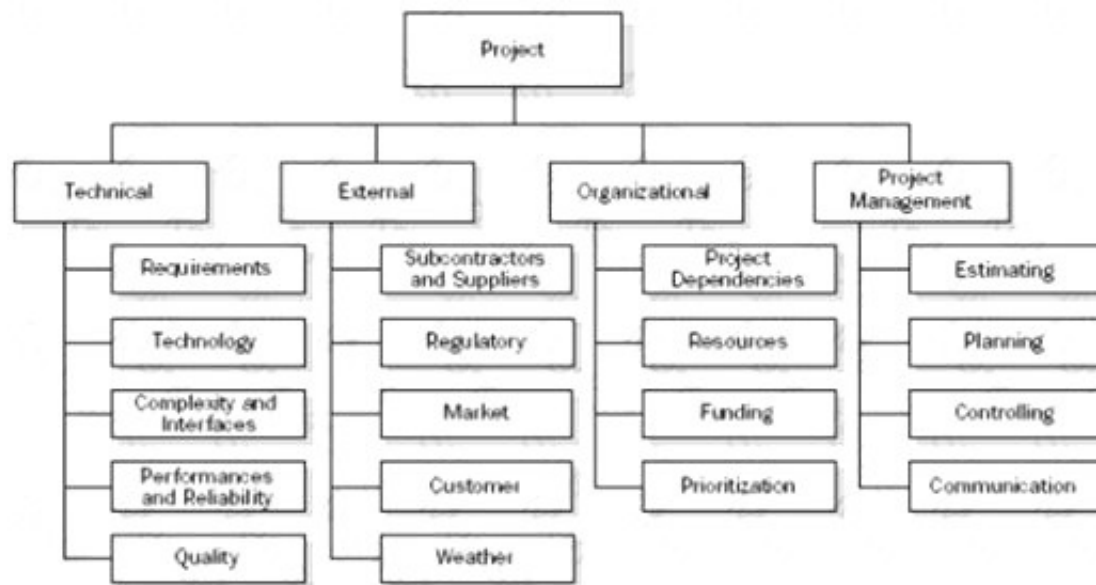 Project
Technical
External
Organizational
Project
Management
Requirements
Technology
Complexity and
Interfaces
Performances
and Reliability
Quality
Subcontractors
and Suppliers
Regulatory
Market
Customer
Weather
Project
Dependencies
Resources
Funding
Prioritization
Estimating
Planning
Controlling
Communication